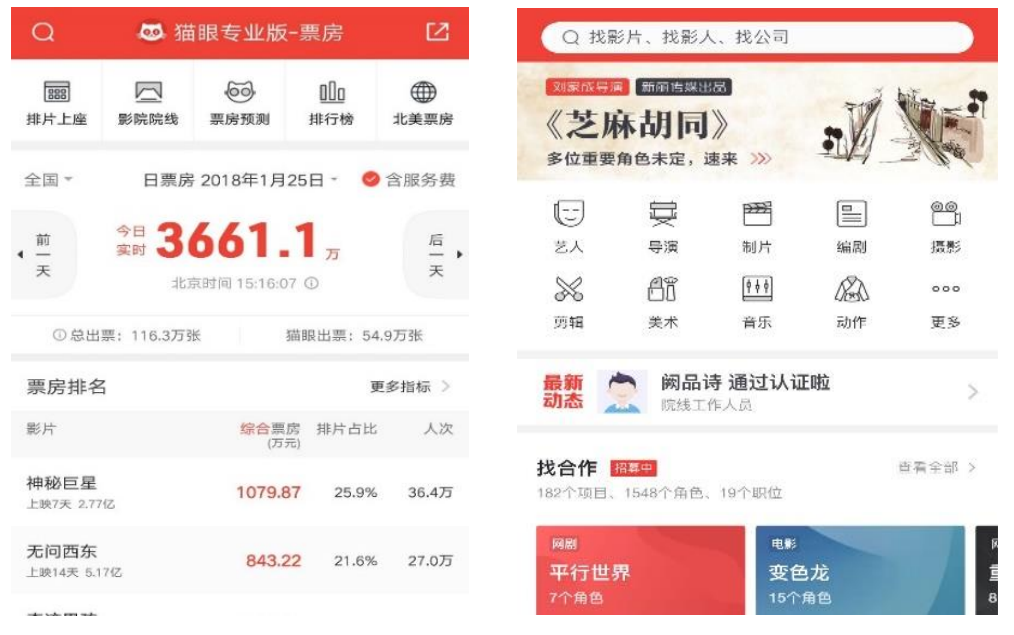 猫眼专业版-票房
排片上座 影院院线 票房预测 排行榜 北美票房
全国 日票房 2018年1月25日 含服务费
前一天
今日实时 3661.1 万
后一天
北京时间 15:16:07
总出票：116.3万张 猫眼出票：54.9万张
票房排名 更多指标
影片 综合票房 排片占比 人次
(万元)
神秘巨星 1079.87 25.9% 36.4万
上映7天 2.77亿
无问西东 843.22 21.6% 27.0万
上映14天 5.17亿
找影片、找影人、找公司
刘家成导演 新丽传媒出品
《芝麻胡同》
多位重要角色未定，速来
艺人 导演 制片 编剧 摄影
剪辑 美术 音乐 动作 更多
最新动态 阙品诗 通过认证啦
院线工作人员
找合作 招募中 查看全部
182个项目、1548个角色、19个职位
网剧 电影
平行世界 变色龙
7个角色 15个角色 8